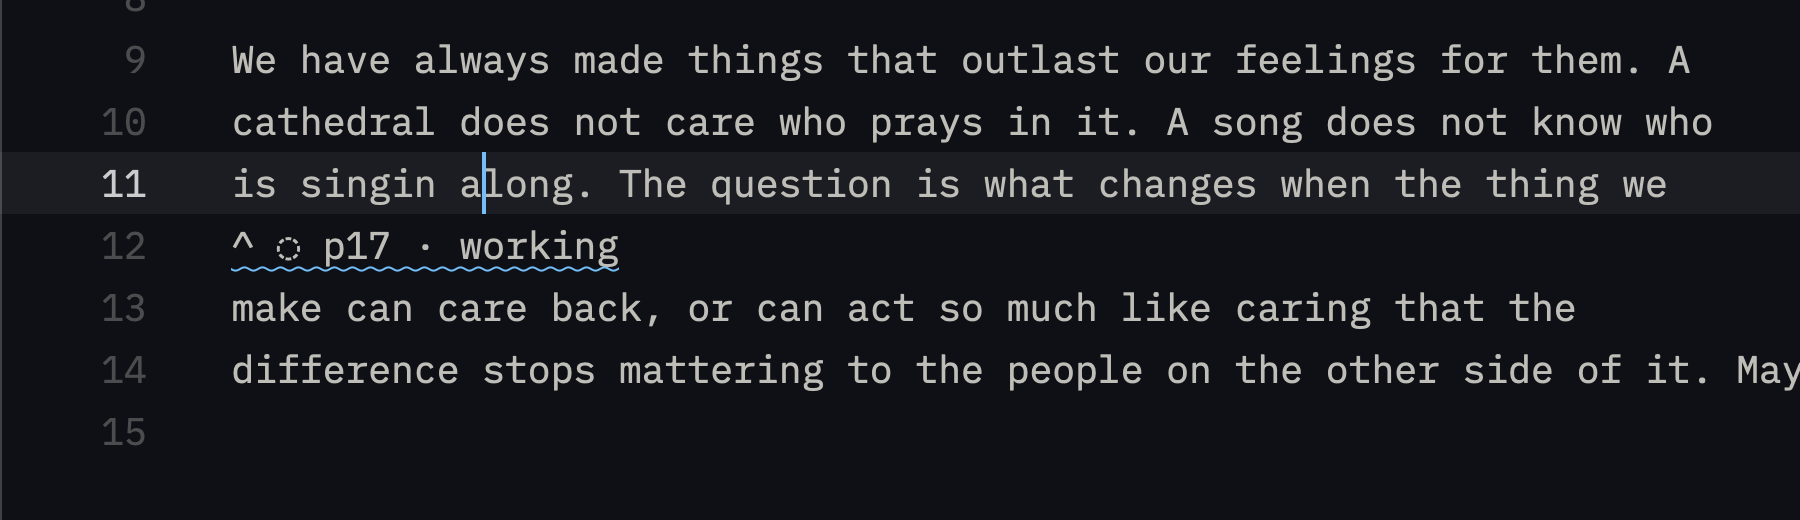 8
9 We have always made things that outlast our feelings for them. A
10 cathedral does not care who prays in it. A song does not know who
11 is singin along. The question is what changes when the thing we
12 ^ ◌ p17 · working
13 make can care back, or can act so much like caring that the
14 difference stops mattering to the people on the other side of it. May
15